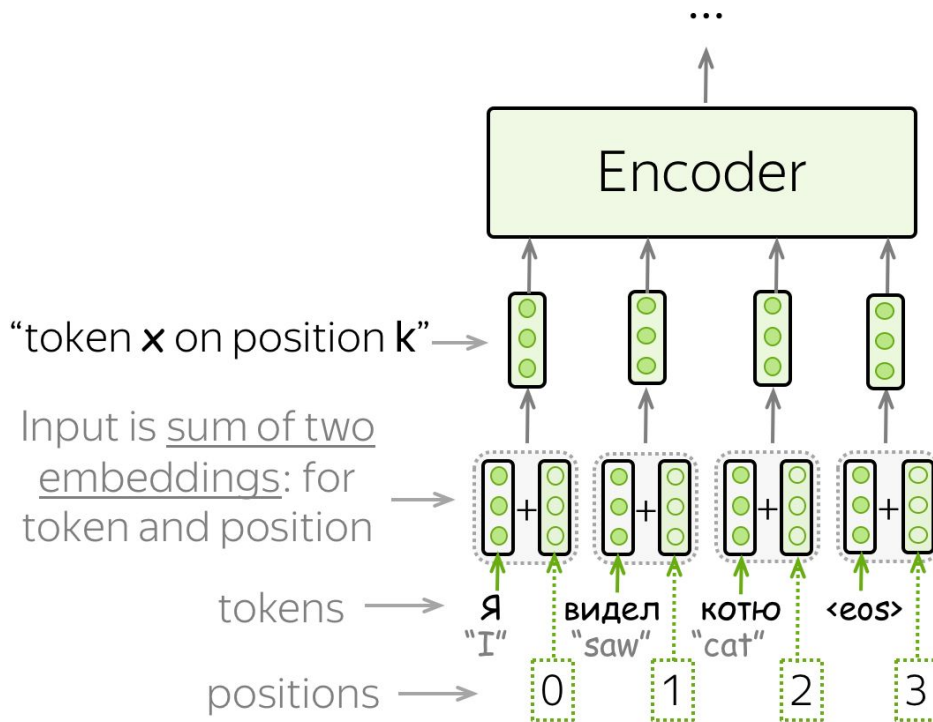 ...
Encoder
“token x on position k”
Input is sum of two
embeddings: for
token and position
+ + + +
tokens
Я видел котю <eos>
“I” “saw” “cat”
positions
0 1 2 3